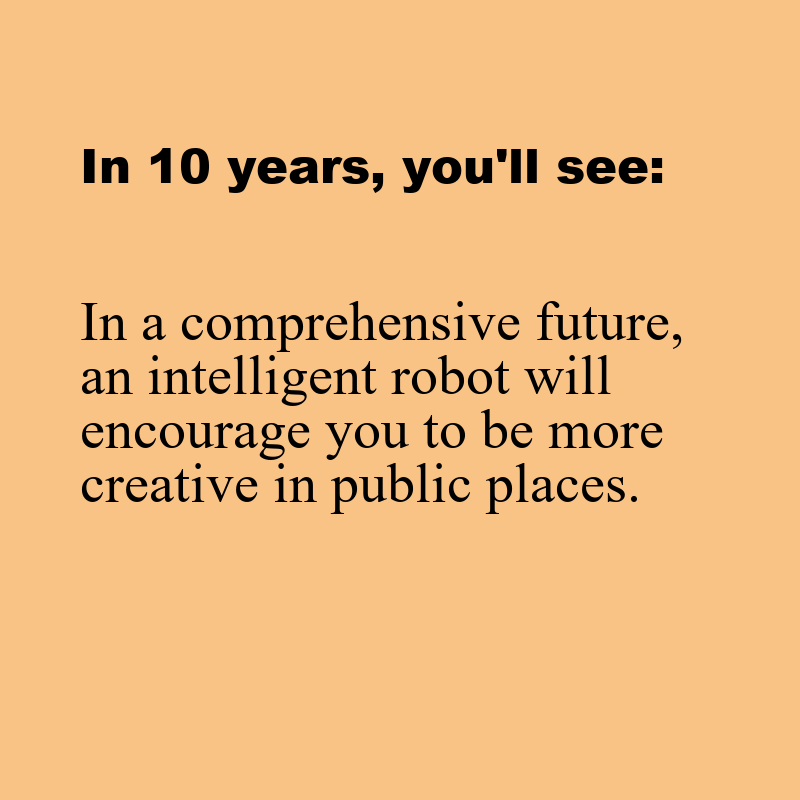 In 10 years, you'll see:
In a comprehensive future,
an intelligent robot will
encourage you to be more
creative in public places.